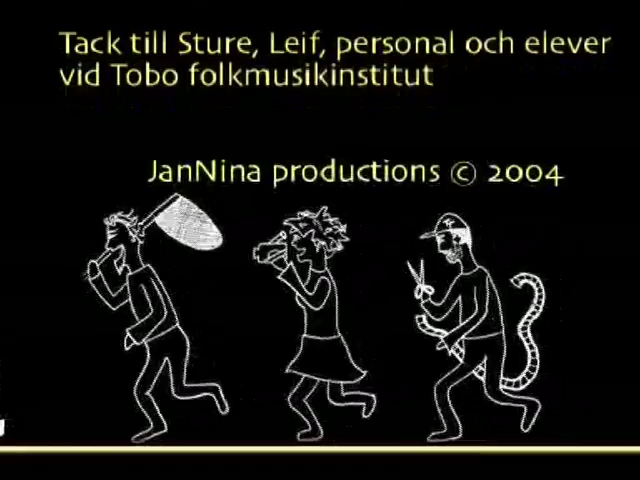 Tack till Sture, Leif, personal och elever
vid Tobo folkmusikinstitut
JanNina productions © 2004